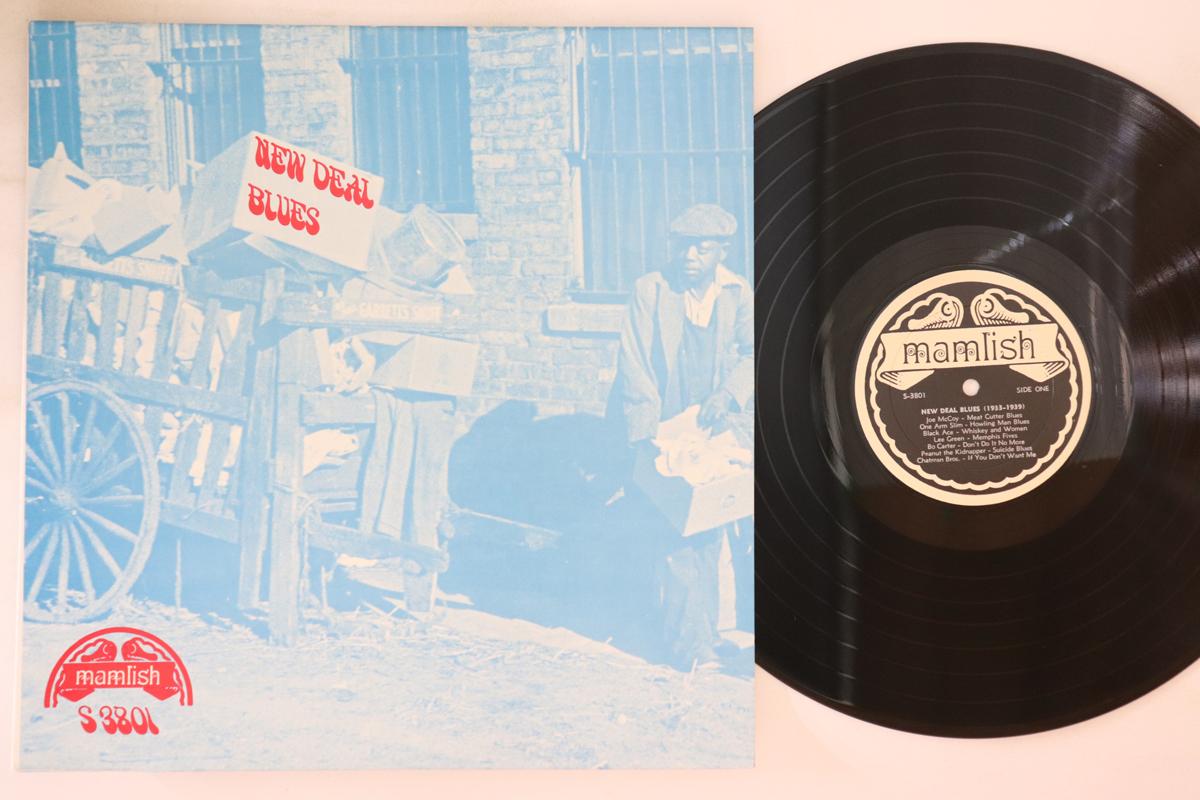 NEW DEAL
BLUES
mamlish
S 3801
mamlish
S-3801
SIDE ONE
NEW DEAL BLUES (1933-1939)
Joe McCoy - Meat Cutter Blues
One Arm Slim - Howling Man Blues
Black Ace - Whiskey and Women
Lee Green - Memphis Fives
Bo Carter - Don't Do It No More
Peanut the Kidnapper - Suicide Blues
Chatman Bros. - If You Don't Want Me